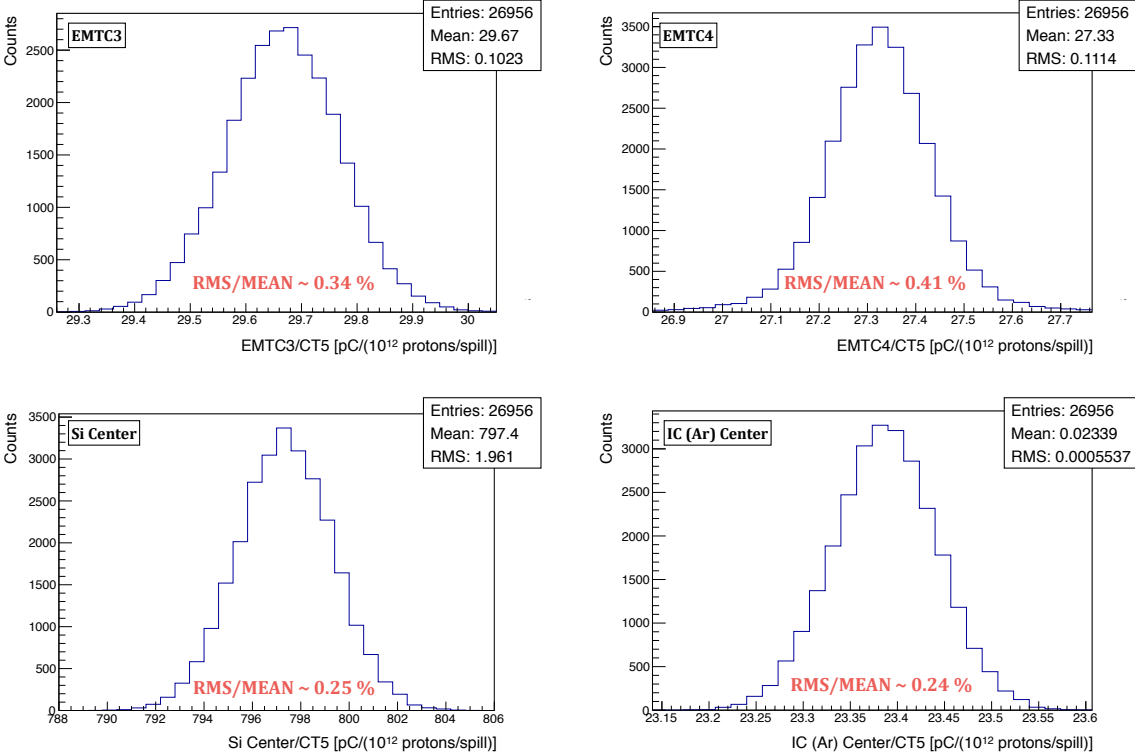 EMTC3
Entries: 26956
Mean: 29.67
RMS: 0.1023
Counts
2500
2000
1500
1000
500
0
RMS/MEAN ~ 0.34 %
29.3 29.4 29.5 29.6 29.7 29.8 29.9 30
EMTC3/CT5 [pC/(10¹² protons/spill)]
EMTC4
Entries: 26956
Mean: 27.33
RMS: 0.1114
Counts
3500
3000
2500
2000
1500
1000
500
0
RMS/MEAN ~ 0.41 %
26.9 27 27.1 27.2 27.3 27.4 27.5 27.6 27.7
EMTC4/CT5 [pC/(10¹² protons/spill)]
Si Center
Entries: 26956
Mean: 797.4
RMS: 1.961
Counts
3500
3000
2500
2000
1500
1000
500
0
RMS/MEAN ~ 0.25 %
788 790 792 794 796 798 800 802 804 806
Si Center/CT5 [pC/(10¹² protons/spill)]
IC (Ar) Center
Entries: 26956
Mean: 0.02339
RMS: 0.0005537
Counts
3000
2500
2000
1500
1000
500
0
RMS/MEAN ~ 0.24 %
23.15 23.2 23.25 23.3 23.35 23.4 23.45 23.5 23.55 23.6
IC (Ar) Center/CT5 [pC/(10¹² protons/spill)]